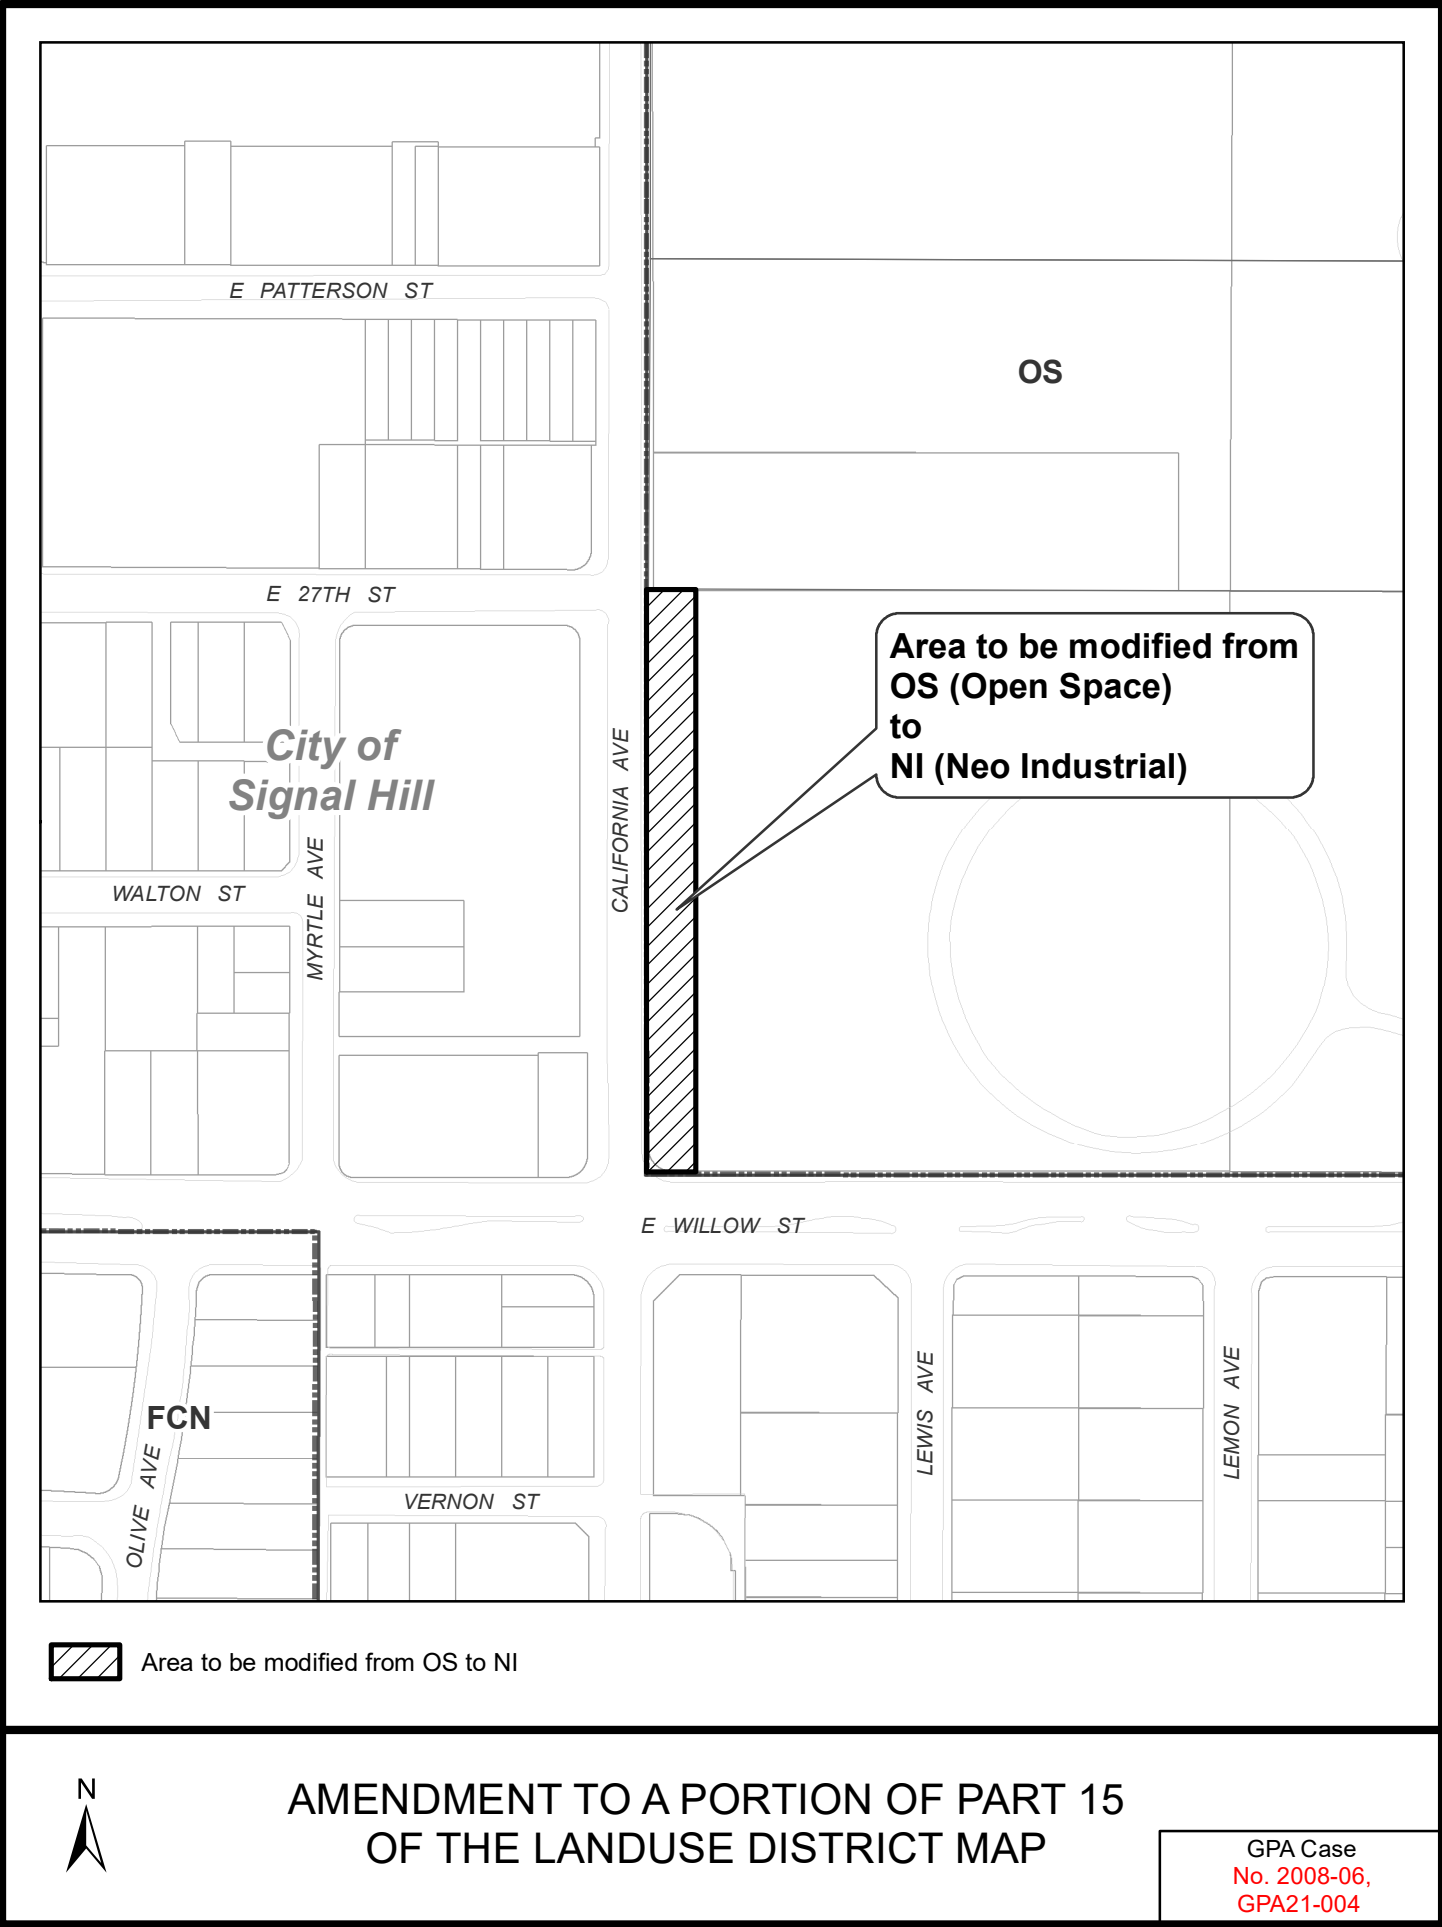 E PATTERSON ST
OS
E 27TH ST
Area to be modified from
OS (Open Space)
to
NI (Neo Industrial)
City of
Signal Hill
CALIFORNIA AVE
MYRTLE AVE
WALTON ST
E WILLOW ST
FCN
OLIVE AVE
LEWIS AVE
LEMON AVE
VERNON ST
Area to be modified from OS to NI
N
AMENDMENT TO A PORTION OF PART 15
OF THE LANDUSE DISTRICT MAP
GPA Case
No. 2008-06,
GPA21-004